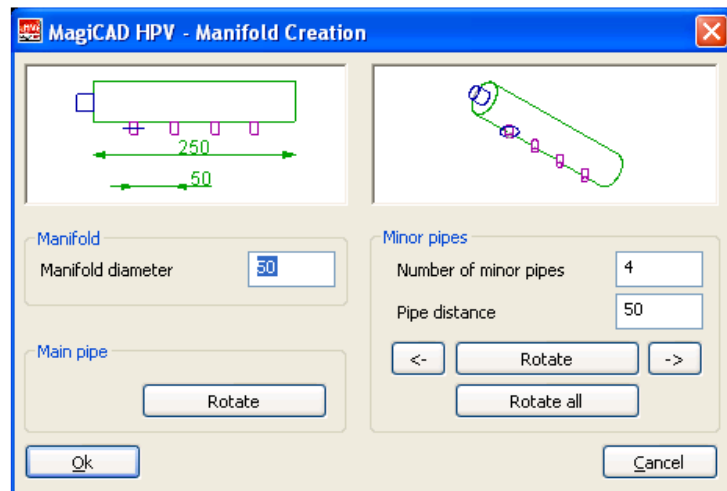 MagiCAD HPV - Manifold Creation
250
50
Manifold
Manifold diameter
50
Main pipe
Rotate
Minor pipes
Number of minor pipes
4
Pipe distance
50
<-
Rotate
->
Rotate all
Ok
Cancel